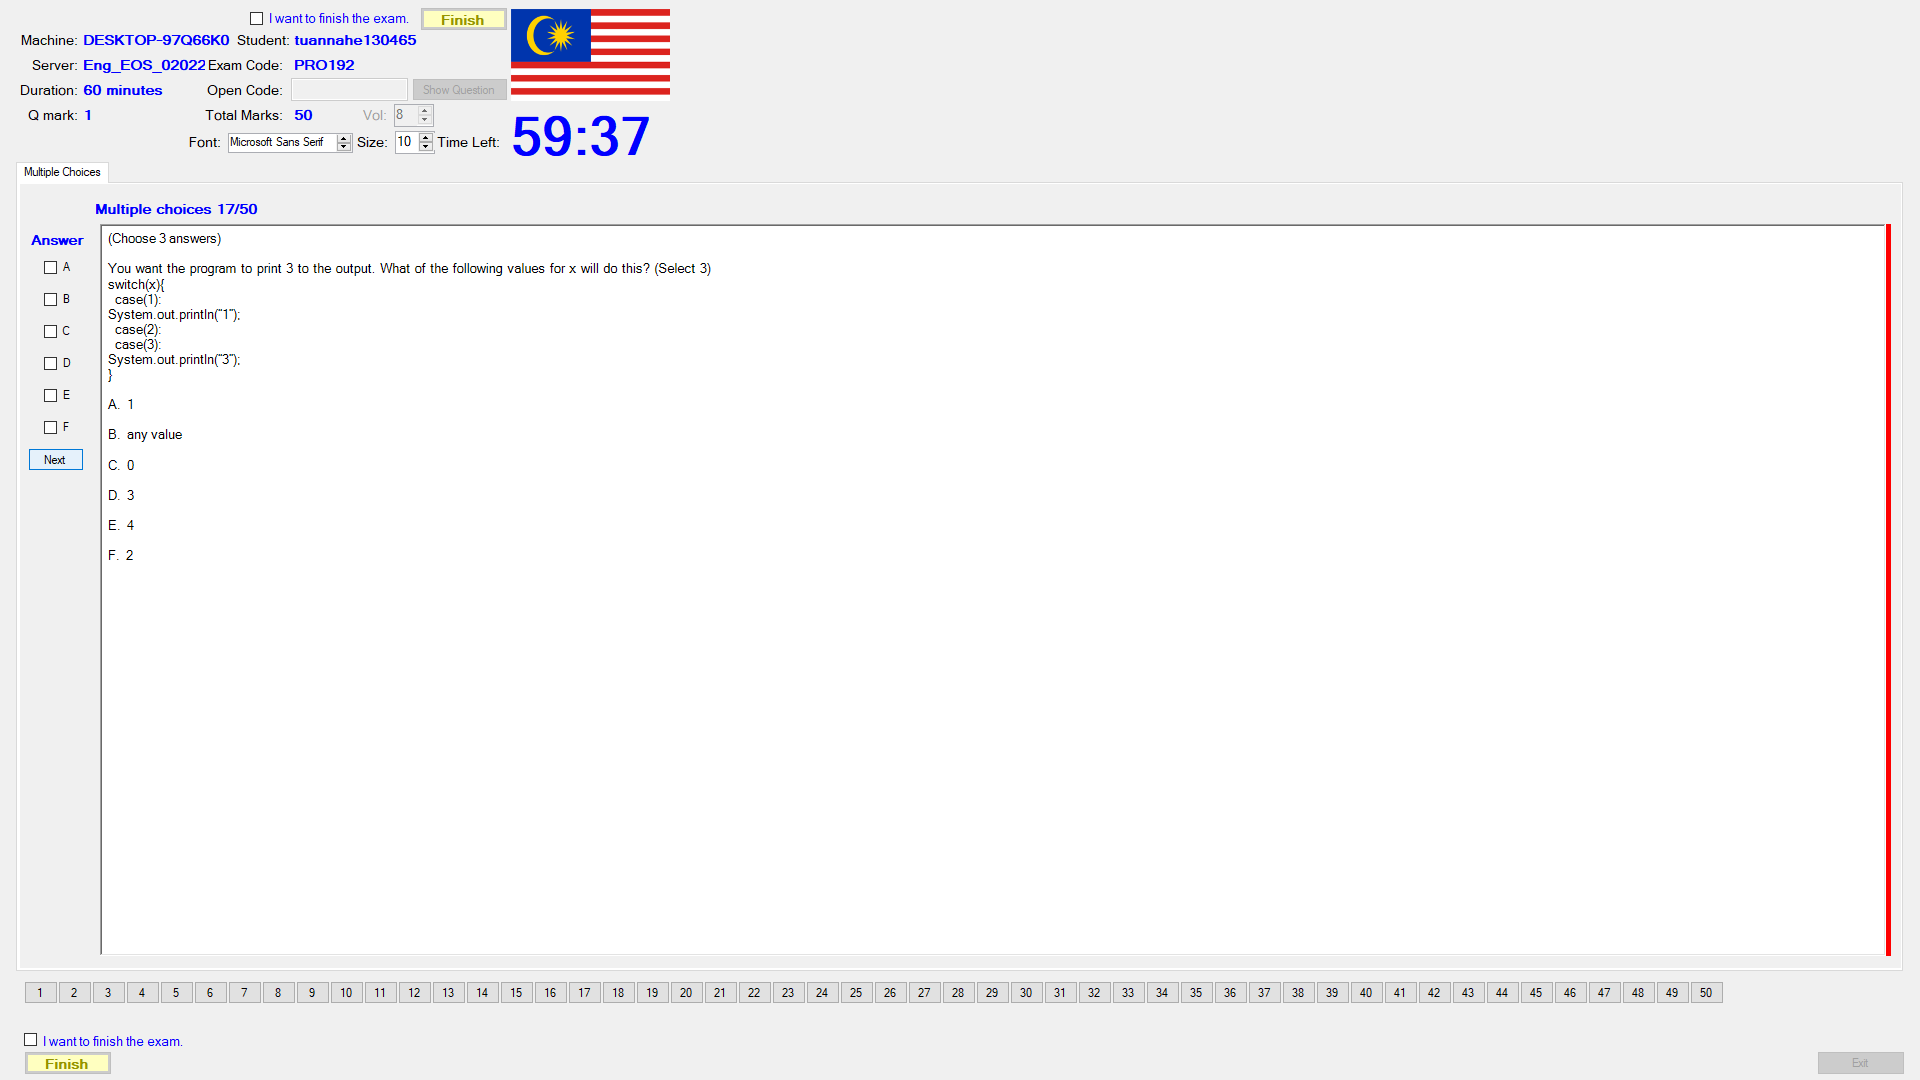 I want to finish the exam. Finish
Machine: DESKTOP-97Q66K0 Student: tuannahe130465
Server: Eng_EOS_02022 Exam Code: PRO192
Duration: 60 minutes Open Code: Show Question
Q mark: 1 Total Marks: 50 Vol: 8
Font: Microsoft Sans Serif Size: 10 Time Left: 59:37
Multiple Choices
Multiple choices 17/50
Answer
A
B
C
D
E
F
Next
(Choose 3 answers)
You want the program to print 3 to the output. What of the following values for x will do this? (Select 3)
switch(x){
case(1):
System.out.println("1");
case(2):
case(3):
System.out.println("3");
}
A. 1
B. any value
C. 0
D. 3
E. 4
F. 2
1 2 3 4 5 6 7 8 9 10 11 12 13 14 15 16 17 18 19 20 21 22 23 24 25 26 27 28 29 30 31 32 33 34 35 36 37 38 39 40 41 42 43 44 45 46 47 48 49 50
I want to finish the exam.
Finish
Exit